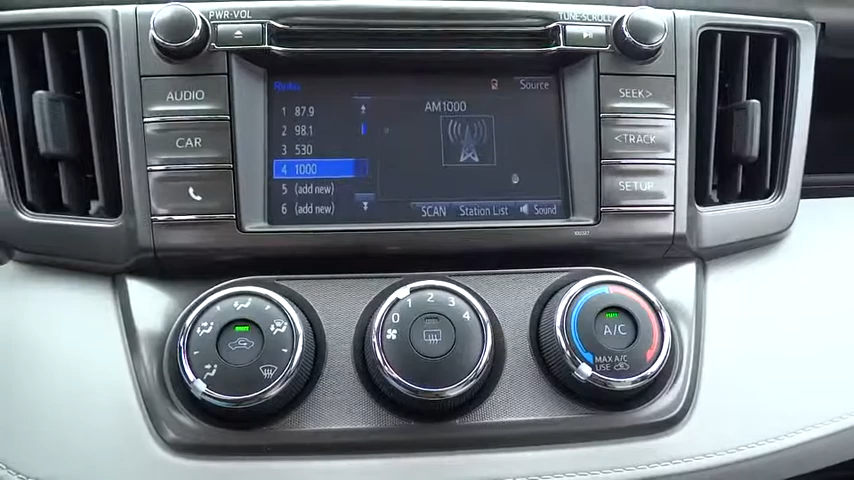 PWR·VOL
TUNE·SCROLL
AUDIO
CAR
Radio
Source
1 87.9
2 98.1
3 530
4 1000
5 (add new)
6 (add new)
AM1000
SCAN
Station List
Sound
SEEK>
<TRACK
SETUP
0 1 2 3 4
A/C
MAX A/C
USE